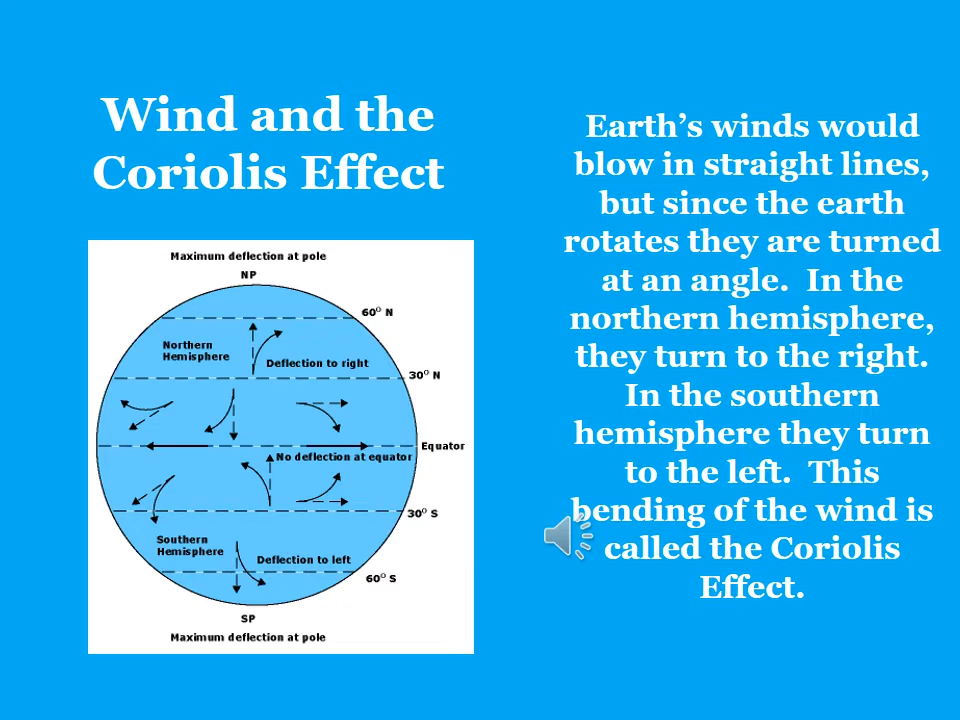 Wind and the
Coriolis Effect
Maximum deflection at pole
NP
60° N
Northern
Hemisphere
Deflection to right
30° N
Equator
No deflection at equator
30° S
Southern
Hemisphere
Deflection to left
60° S
SP
Maximum deflection at pole
Earth’s winds would
blow in straight lines,
but since the earth
rotates they are turned
at an angle.  In the
northern hemisphere,
they turn to the right.
In the southern
hemisphere they turn
to the left.  This
bending of the wind is
called the Coriolis
Effect.